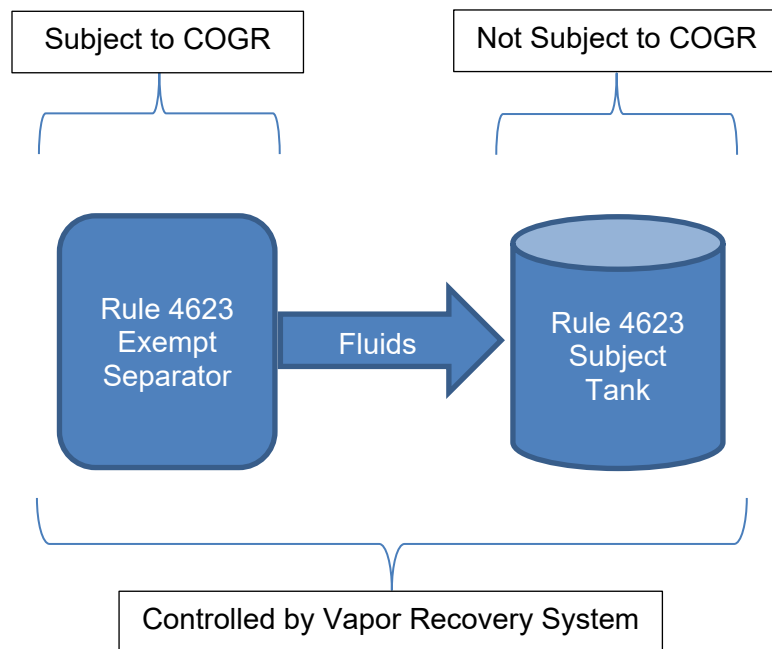 Subject to COGR
Not Subject to COGR
Rule 4623
Exempt
Separator
Fluids
Rule 4623
Subject
Tank
Controlled by Vapor Recovery System